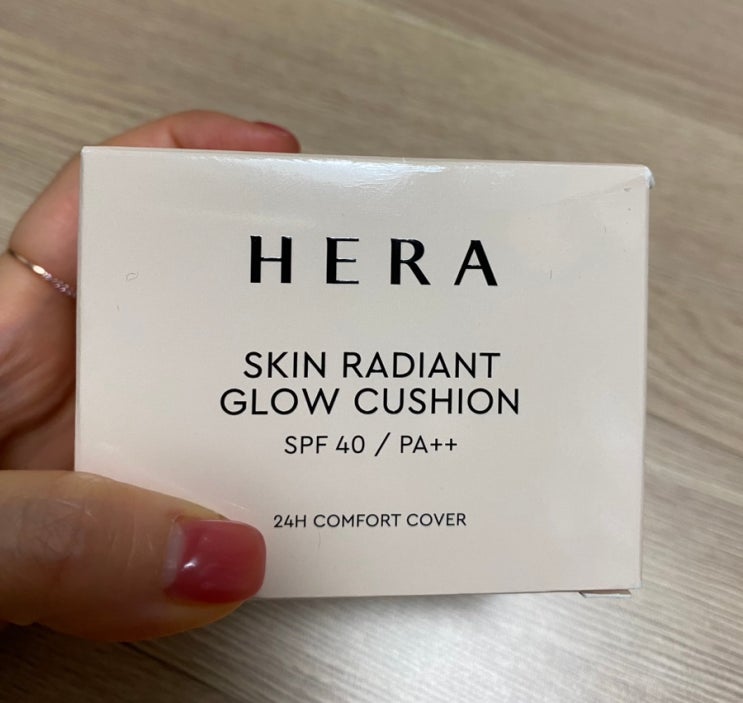 HERA
SKIN RADIANT
GLOW CUSHION
SPF 40 / PA++
24H COMFORT COVER